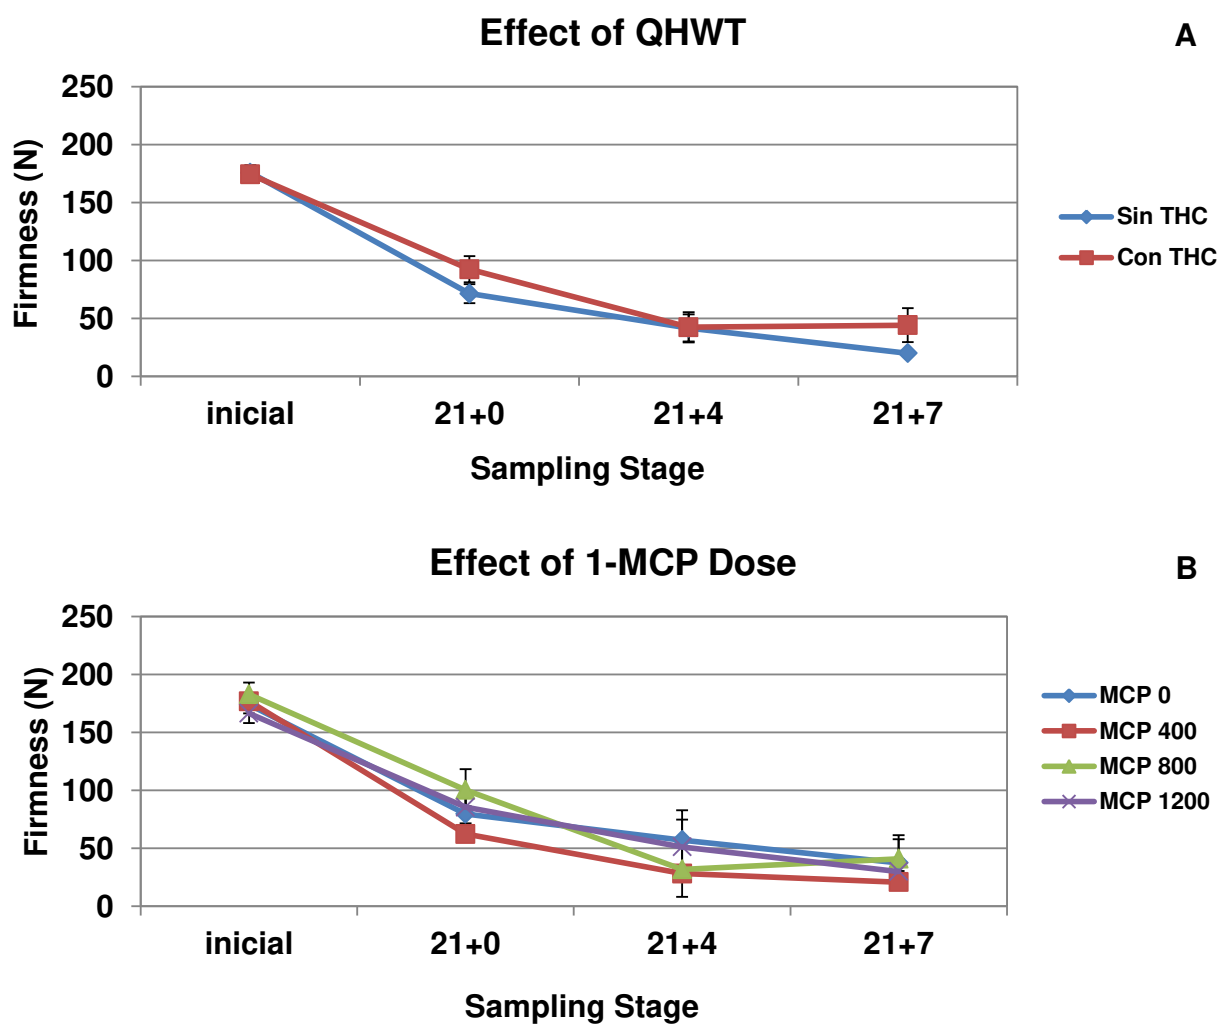 Effect of QHWT
A
Firmness (N)
250
200
150
100
50
0
inicial 21+0 21+4 21+7
Sampling Stage
Sin THC
Con THC
Effect of 1-MCP Dose
B
Firmness (N)
250
200
150
100
50
0
inicial 21+0 21+4 21+7
Sampling Stage
MCP 0
MCP 400
MCP 800
MCP 1200